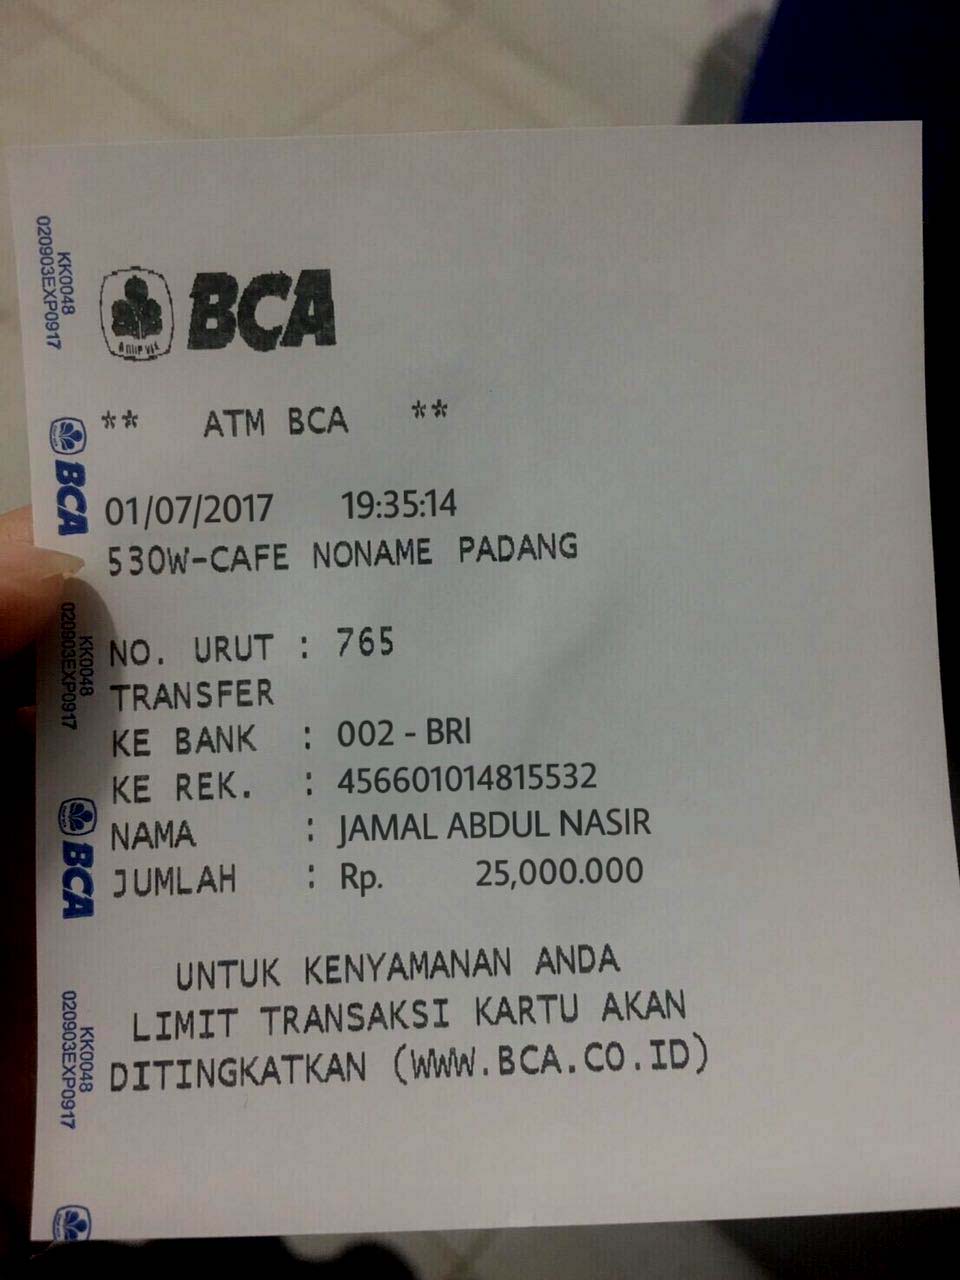 BCA
** ATM BCA **
01/07/2017 19:35:14
530W-CAFE NONAME PADANG
NO. URUT : 765
TRANSFER
KE BANK : 002 - BRI
KE REK. : 456601014815532
NAMA : JAMAL ABDUL NASIR
JUMLAH : Rp. 25,000.000
UNTUK KENYAMANAN ANDA
LIMIT TRANSAKSI KARTU AKAN
DITINGKATKAN (WWW.BCA.CO.ID)
KK0048
020903EXP0917
BCA
KK0048
020903EXP0917
BCA
KK0048
020903EXP0917